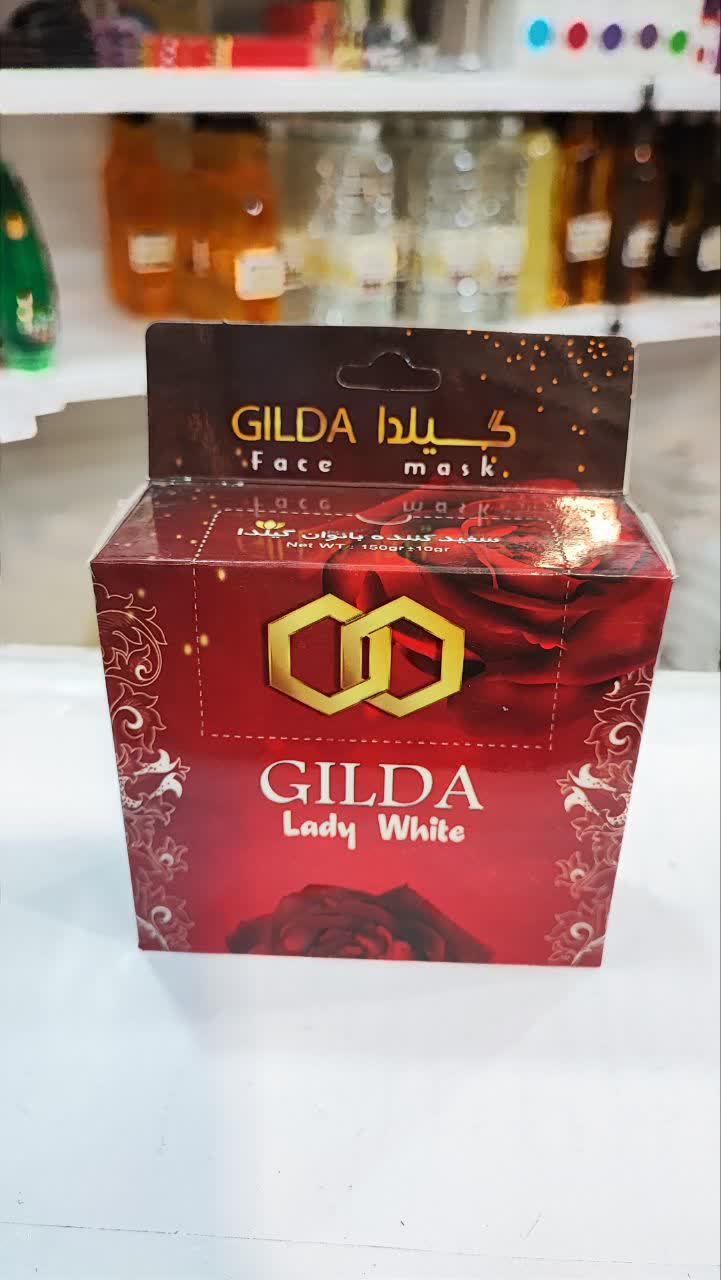 GILDA گیلدا
Face mask
سفید کننده بانوان گیلدا
Net WT : 150gr±10gr
GILDA
Lady White